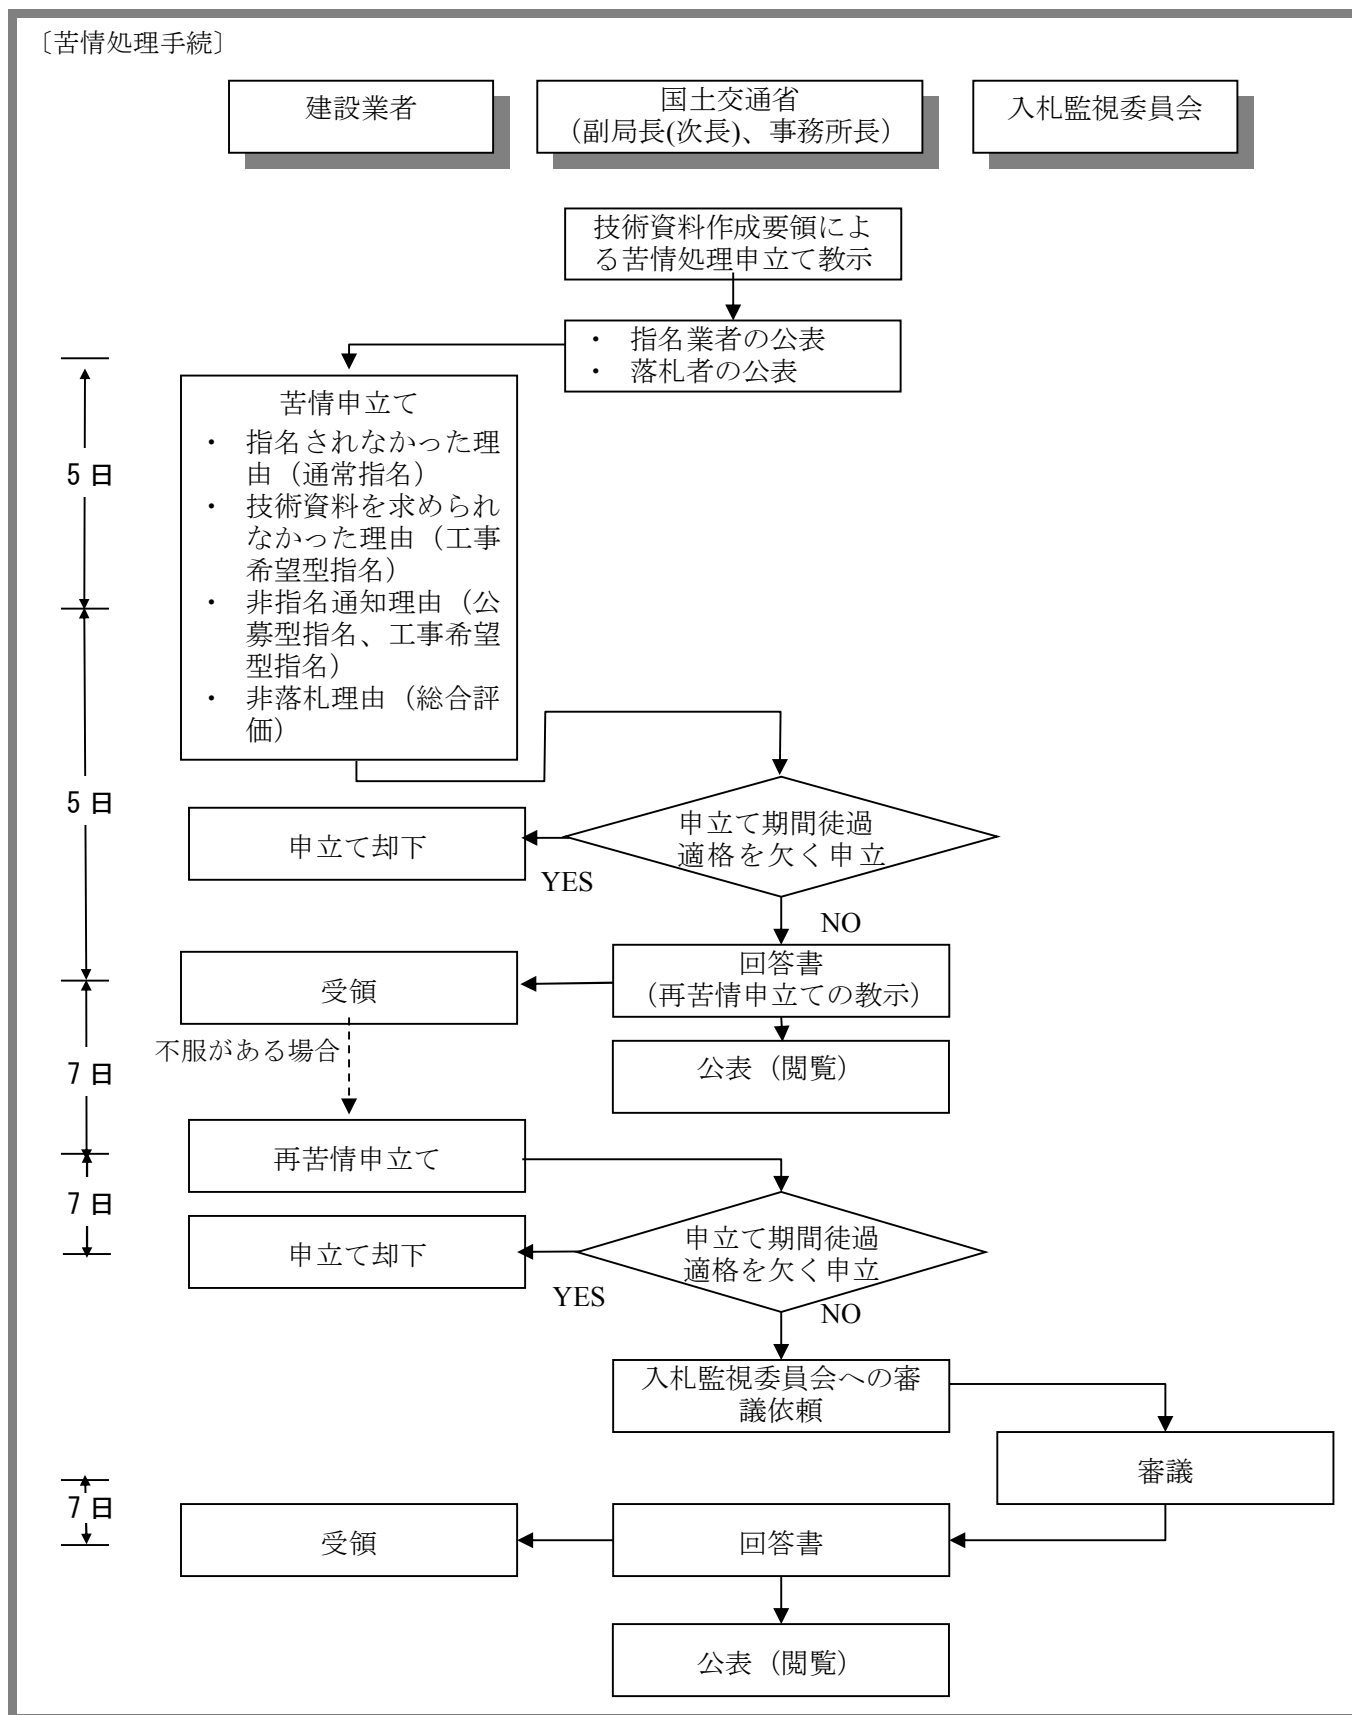 〔苦情処理手続〕
建設業者
国土交通省
（副局長(次長)、事務所長）
入札監視委員会
技術資料作成要領によ
る苦情処理申立て教示
・ 指名業者の公表
・ 落札者の公表
苦情申立て
・ 指名されなかった理
由（通常指名）
・ 技術資料を求められ
なかった理由（工事
希望型指名）
・ 非指名通知理由（公
募型指名、工事希望
型指名）
・ 非落札理由（総合評
価）
5 日
5 日
申立て却下
申立て期間徒過
適格を欠く申立
YES
NO
受領
回答書
（再苦情申立ての教示）
不服がある場合
公表（閲覧）
7 日
再苦情申立て
7 日
申立て却下
申立て期間徒過
適格を欠く申立
YES
NO
入札監視委員会への審
議依頼
審議
7 日
受領
回答書
公表（閲覧）